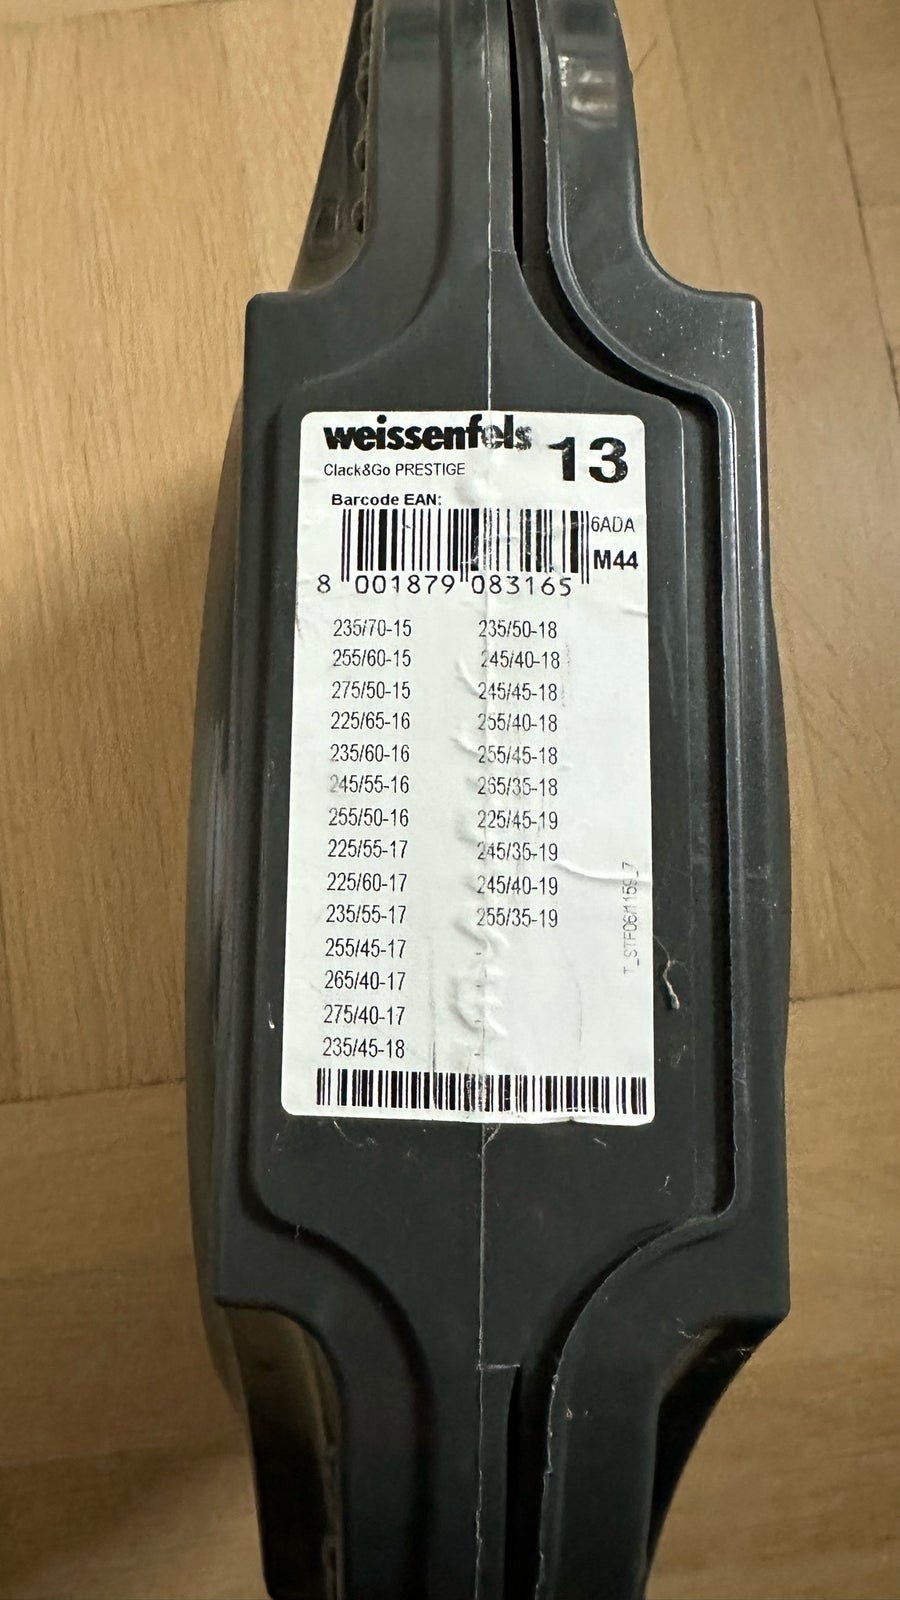 weissenfels 13
Clack&Go PRESTIGE
Barcode EAN:
6ADA
M44
8 001879 083165
235/70-15 235/50-18
255/60-15 245/40-18
275/50-15 245/45-18
225/65-16 255/40-18
235/60-16 255/45-18
245/55-16 265/35-18
255/50-16 225/45-19
225/55-17 245/35-19
225/60-17 245/40-19
235/55-17 255/35-19
255/45-17 -
265/40-17
275/40-17
235/45-18 -
T_STF06/1159_7